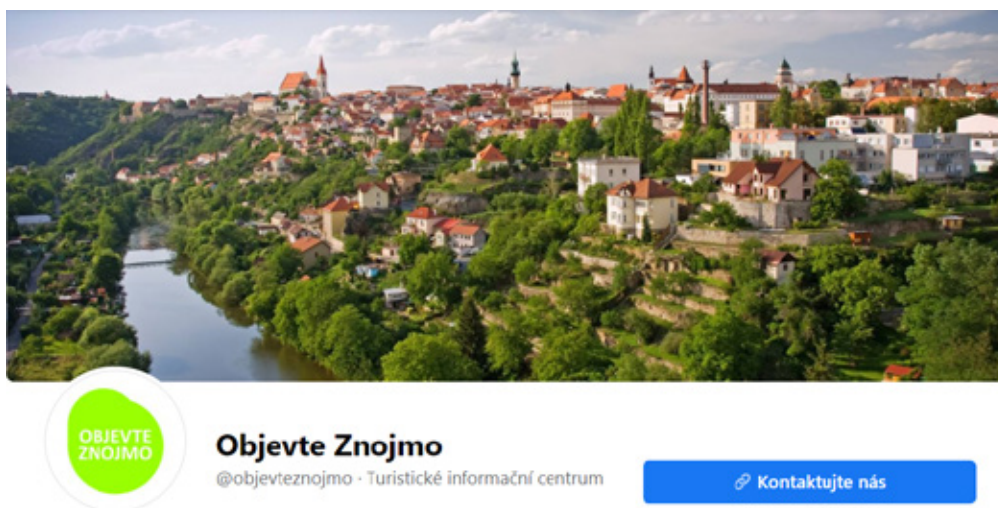 OBJEVTE
ZNOJMO
Objevte Znojmo
@objevteznojmo · Turistické informační centrum
Kontaktujte nás